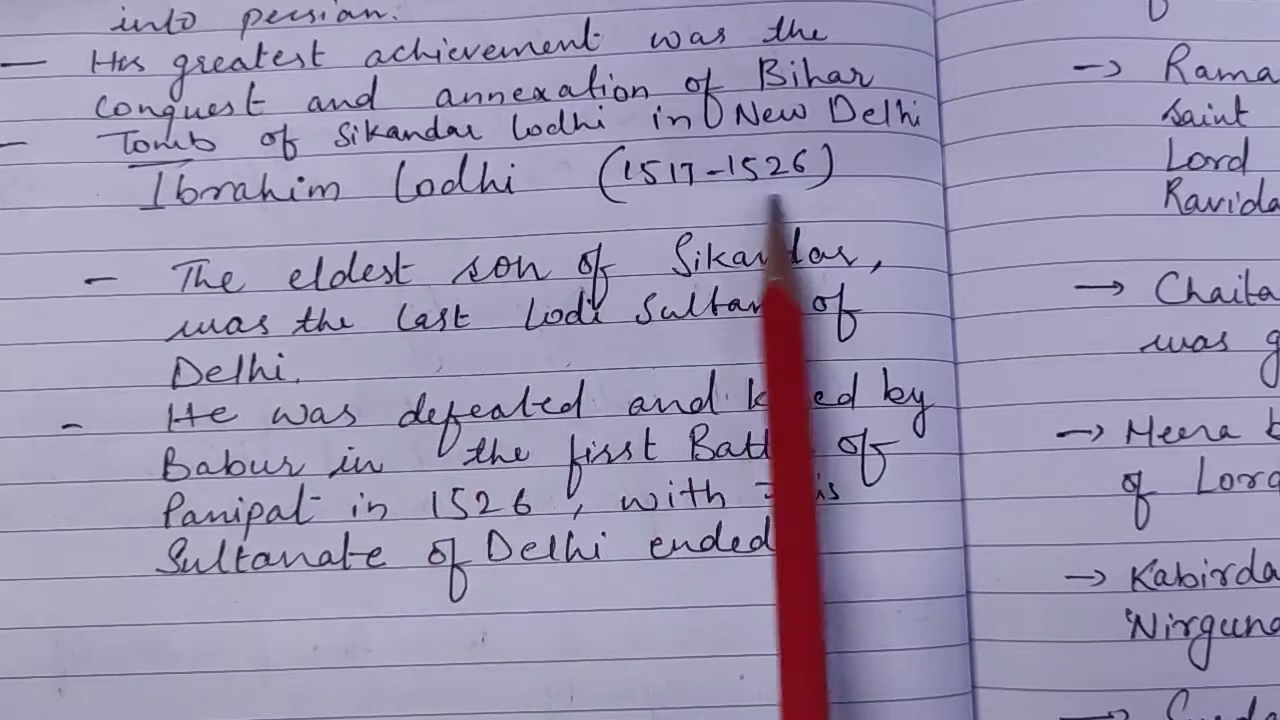 into persian.
— His greatest achievement was the
conquest and annexation of Bihar
- Tomb of Sikandar Lodhi in New Delhi
Ibrahim Lodhi (1517-1526)
- The eldest son of Sikandar,
was the last Lodi Sultan of
Delhi.
- He was defeated and killed by
Babur in the first Battle of
Panipat in 1526, with this
Sultanate of Delhi ended
→ Rama
saint
Lord
Ravida
→ Chaita
was g
→ Meera b
of Lord
→ Kabirda
Nirguna